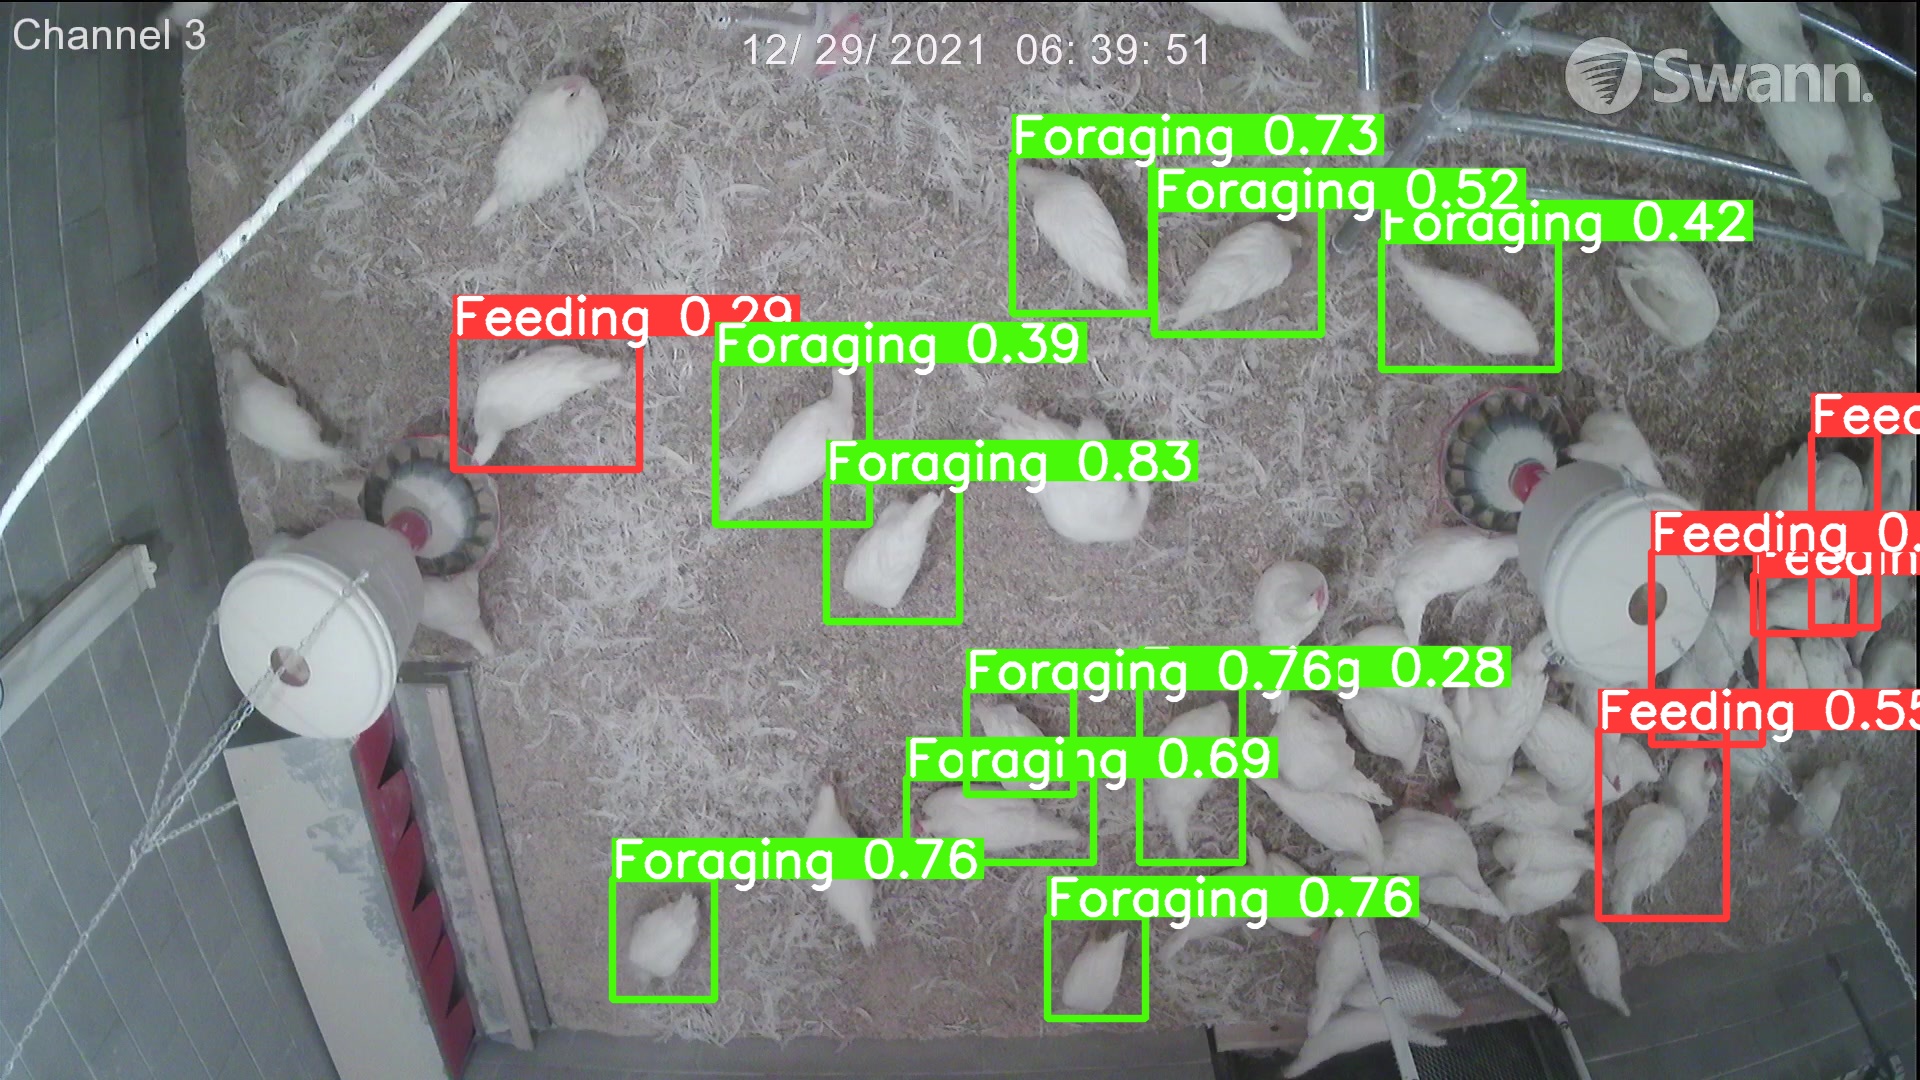 Channel 3
12/ 29/ 2021 06: 39: 51
Swann.
Foraging 0.73
Foraging 0.52
Foraging 0.42
Feeding 0.29
Foraging 0.39
Feed
Foraging 0.83
Feeding 0.
Feedin
Foraging 0.76
g 0.28
Feeding 0.55
Foraging 0.69
Foraging 0.76
Foraging 0.76